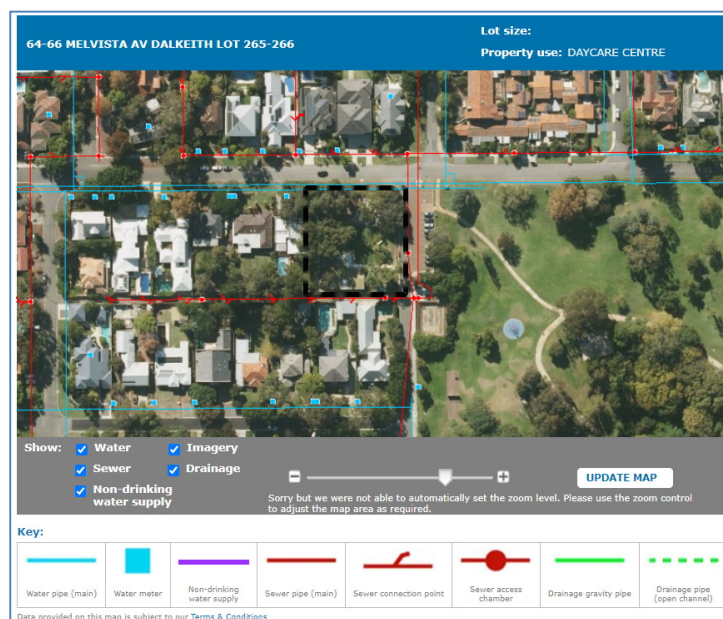 64-66 MELVISTA AV DALKEITH LOT 265-266
Lot size:
Property use: DAYCARE CENTRE
Show:
Water
Imagery
Sewer
Drainage
Non-drinking
water supply
UPDATE MAP
Sorry but we were not able to automatically set the zoom level. Please use the zoom control
to adjust the map area as required.
Key:
Water pipe (main)
Water meter
Non-drinking
water supply
Sewer pipe (main)
Sewer connection point
Sewer access
chamber
Drainage gravity pipe
Drainage pipe
(open channel)
Data provided on this map is subject to our Terms & Conditions